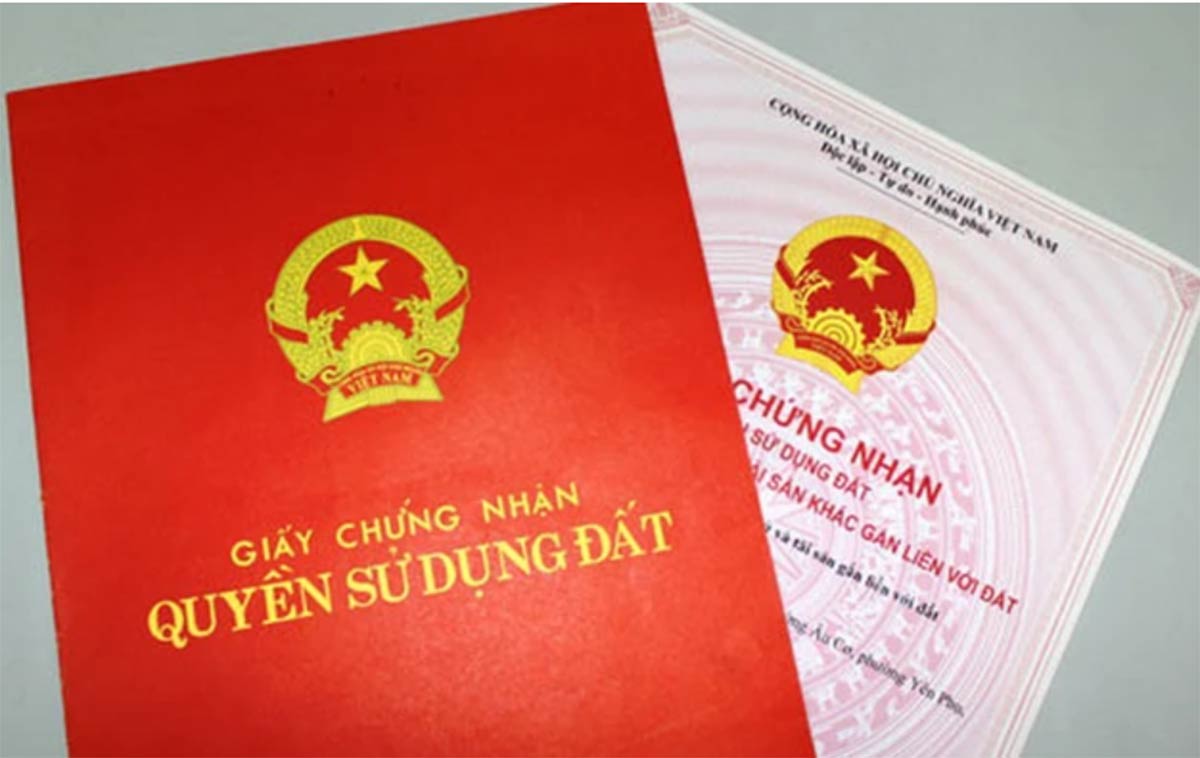 VIỆT NAM
GIẤY CHỨNG NHẬN
QUYỀN SỬ DỤNG ĐẤT
CỘNG HÒA XÃ HỘI CHỦ NGHĨA VIỆT NAM
Độc lập - Tự do - Hạnh phúc
CHỨNG NHẬN
SỬ DỤNG ĐẤT
SẢN KHÁC GẮN LIỀN VỚI ĐẤT
và tài sản gắn liền với đất
Âu Cơ, phường Yên Phụ,